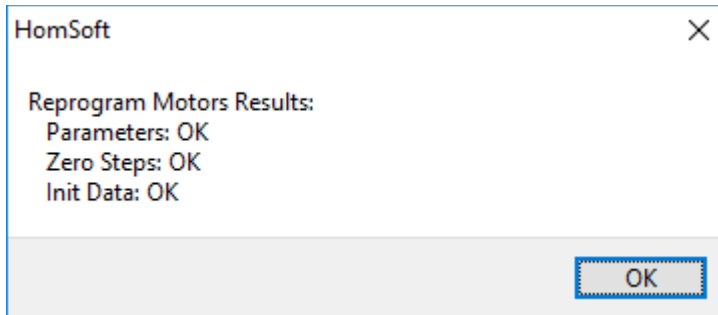 HomSoft
Reprogram Motors Results:
Parameters: OK
Zero Steps: OK
Init Data: OK
OK